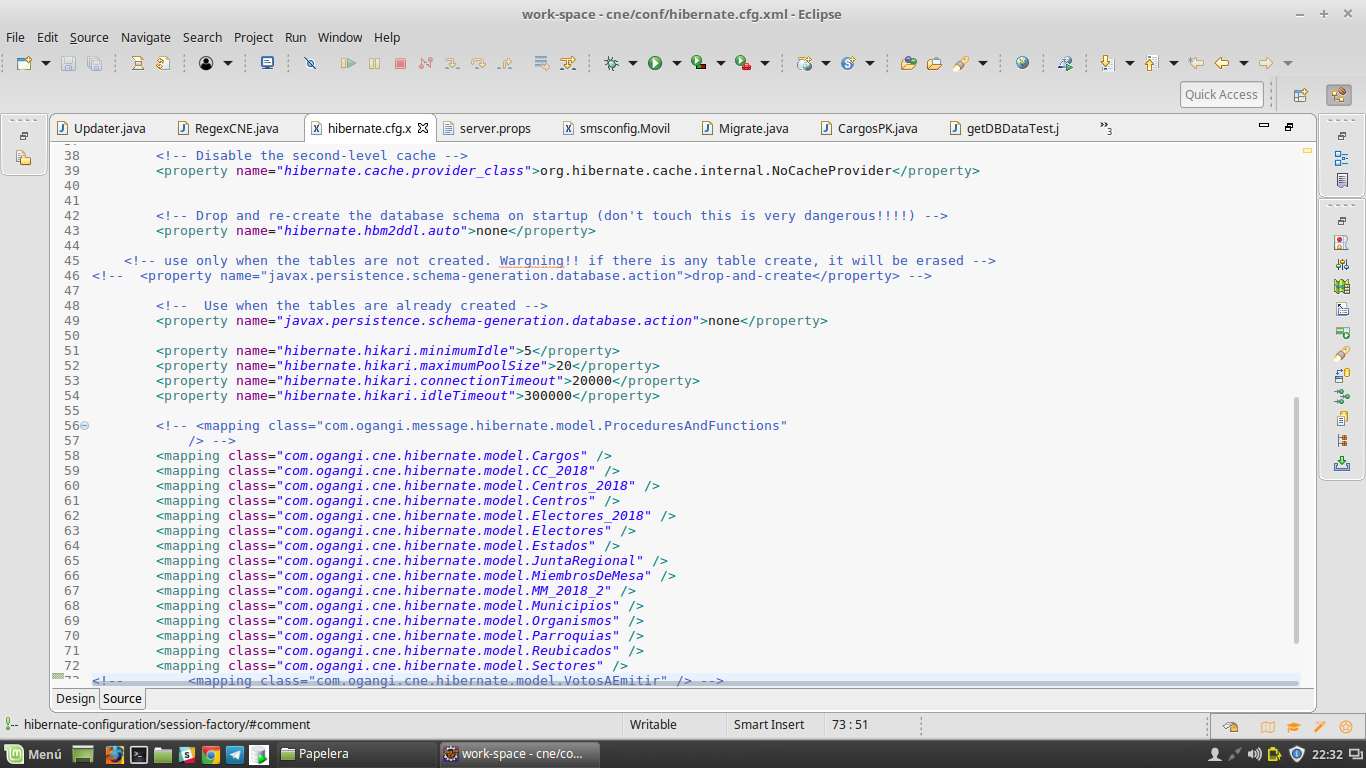 work-space - cne/conf/hibernate.cfg.xml - Eclipse
File Edit Source Navigate Search Project Run Window Help
Quick Access
Updater.java RegexCNE.java hibernate.cfg.x server.props smsconfig.Movil Migrate.java CargosPK.java getDBDataTest.j »3
38 <!-- Disable the second-level cache -->
39 <property name="hibernate.cache.provider_class">org.hibernate.cache.internal.NoCacheProvider</property>
40
41
42 <!-- Drop and re-create the database schema on startup (don't touch this is very dangerous!!!!) -->
43 <property name="hibernate.hbm2ddl.auto">none</property>
44
45 <!-- use only when the tables are not created. Wargning!! if there is any table create, it will be erased -->
46 <!-- <property name="javax.persistence.schema-generation.database.action">drop-and-create</property> -->
47
48 <!-- Use when the tables are already created -->
49 <property name="javax.persistence.schema-generation.database.action">none</property>
50
51 <property name="hibernate.hikari.minimumIdle">5</property>
52 <property name="hibernate.hikari.maximumPoolSize">20</property>
53 <property name="hibernate.hikari.connectionTimeout">20000</property>
54 <property name="hibernate.hikari.idleTimeout">300000</property>
55
56 <!-- <mapping class="com.ogangi.message.hibernate.model.ProceduresAndFunctions"
57 /> -->
58 <mapping class="com.ogangi.cne.hibernate.model.Cargos" />
59 <mapping class="com.ogangi.cne.hibernate.model.CC_2018" />
60 <mapping class="com.ogangi.cne.hibernate.model.Centros_2018" />
61 <mapping class="com.ogangi.cne.hibernate.model.Centros" />
62 <mapping class="com.ogangi.cne.hibernate.model.Electores_2018" />
63 <mapping class="com.ogangi.cne.hibernate.model.Electores" />
64 <mapping class="com.ogangi.cne.hibernate.model.Estados" />
65 <mapping class="com.ogangi.cne.hibernate.model.JuntaRegional" />
66 <mapping class="com.ogangi.cne.hibernate.model.MiembrosDeMesa" />
67 <mapping class="com.ogangi.cne.hibernate.model.MM_2018_2" />
68 <mapping class="com.ogangi.cne.hibernate.model.Municipios" />
69 <mapping class="com.ogangi.cne.hibernate.model.Organismos" />
70 <mapping class="com.ogangi.cne.hibernate.model.Parroquias" />
71 <mapping class="com.ogangi.cne.hibernate.model.Reubicados" />
72 <mapping class="com.ogangi.cne.hibernate.model.Sectores" />
73 <!-- <mapping class="com.ogangi.cne.hibernate.model.VotosAEmitir" /> -->
Design Source
hibernate-configuration/session-factory/#comment Writable Smart Insert 73 : 51
Menú Papelera work-space - cne/co... 22:32